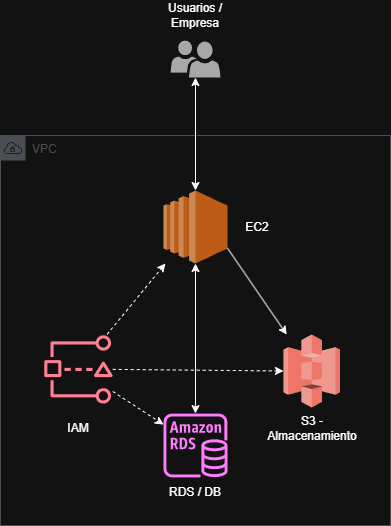 Usuarios /
Empresa
VPC
EC2
IAM
S3 -
Almacenamiento
Amazon
RDS
RDS / DB